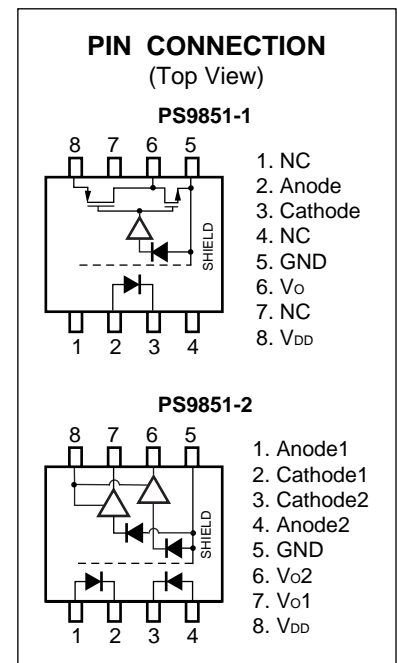 PIN CONNECTION
(Top View)
PS9851-1
8 7 6 5
SHIELD
1 2 3 4
1. NC
2. Anode
3. Cathode
4. NC
5. GND
6. Vo
7. NC
8. VDD
PS9851-2
8 7 6 5
SHIELD
1 2 3 4
1. Anode1
2. Cathode1
3. Cathode2
4. Anode2
5. GND
6. Vo2
7. Vo1
8. VDD